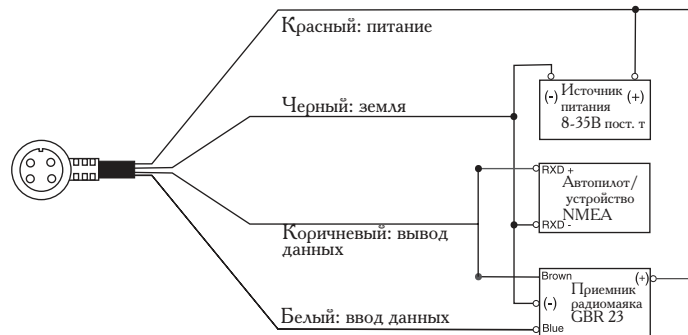 Красный: питание
Черный: земля
Коричневый: вывод
данных
Белый: ввод данных
(-) Источник (+)
питания
8-35В пост. т
RXD +
Автопилот/
устройство
NMEA
RXD -
Brown (+)
Приемник
(-) радиомаяка
GBR 23
Blue